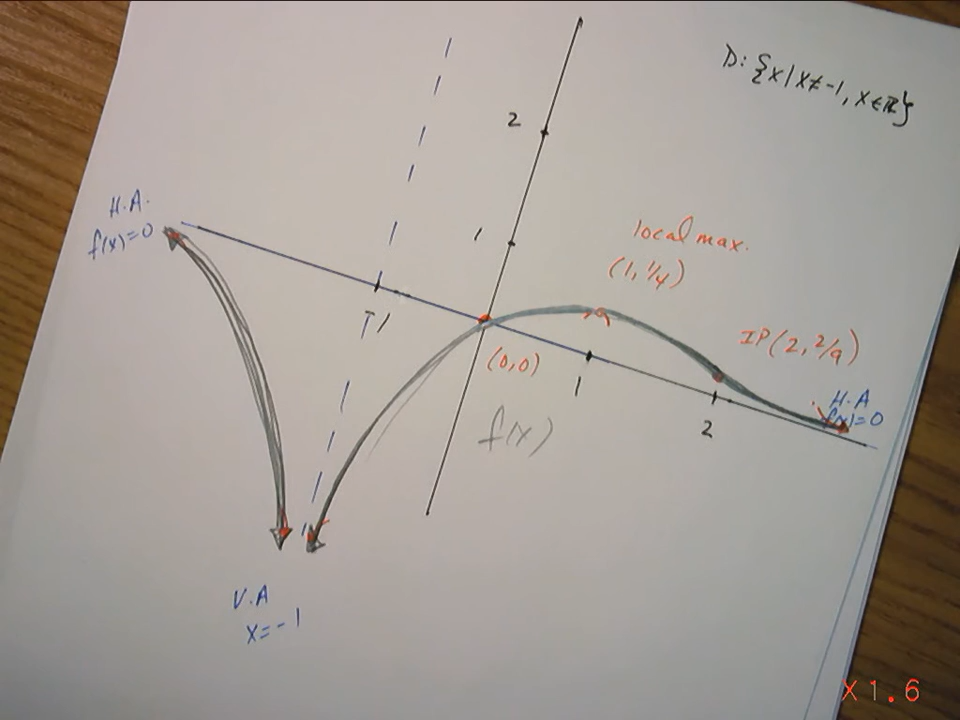 D: {x | x ≠ -1, x ∈ ℝ}
2
H.A.
f(x)=0
1
local max.
(1, 1/4)
-1
IP(2, 2/9)
(0,0)
1
H.A
f(x)=0
f(x)
2
V.A
x=-1
X1.6